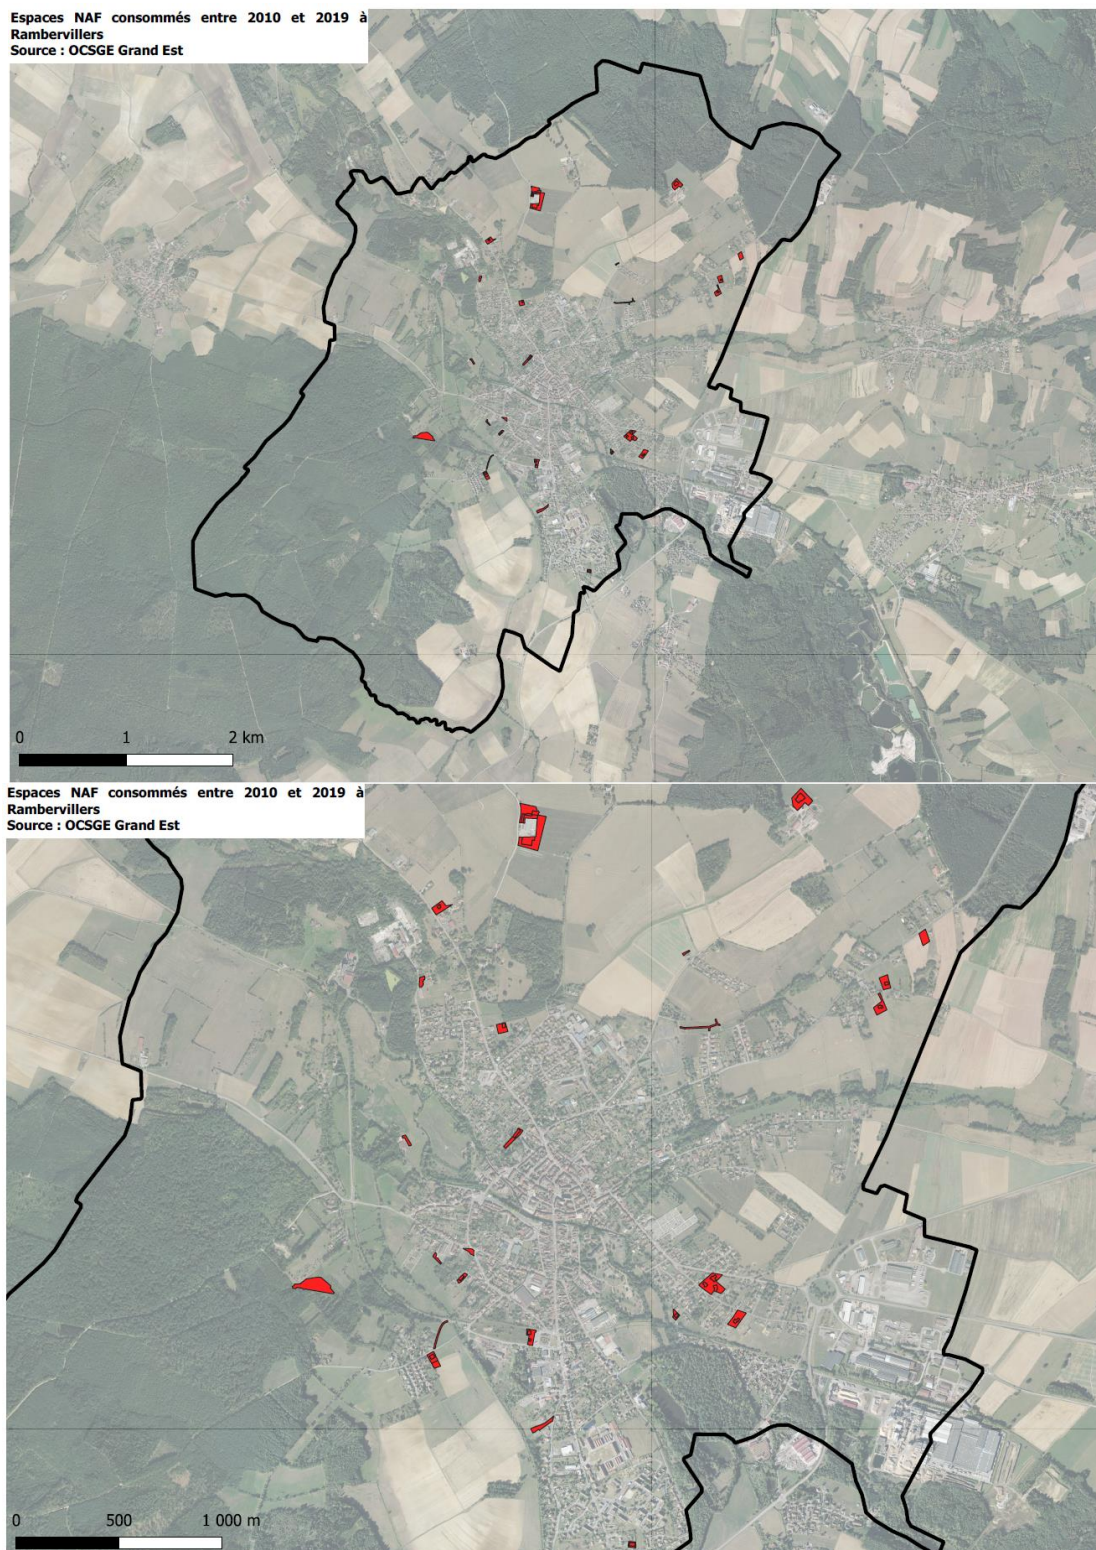 Espaces NAF consommés entre 2010 et 2019 à
Rambervillers
Source : OCSGE Grand Est
0 1 2 km
Espaces NAF consommés entre 2010 et 2019 à
Rambervillers
Source : OCSGE Grand Est
0 500 1 000 m